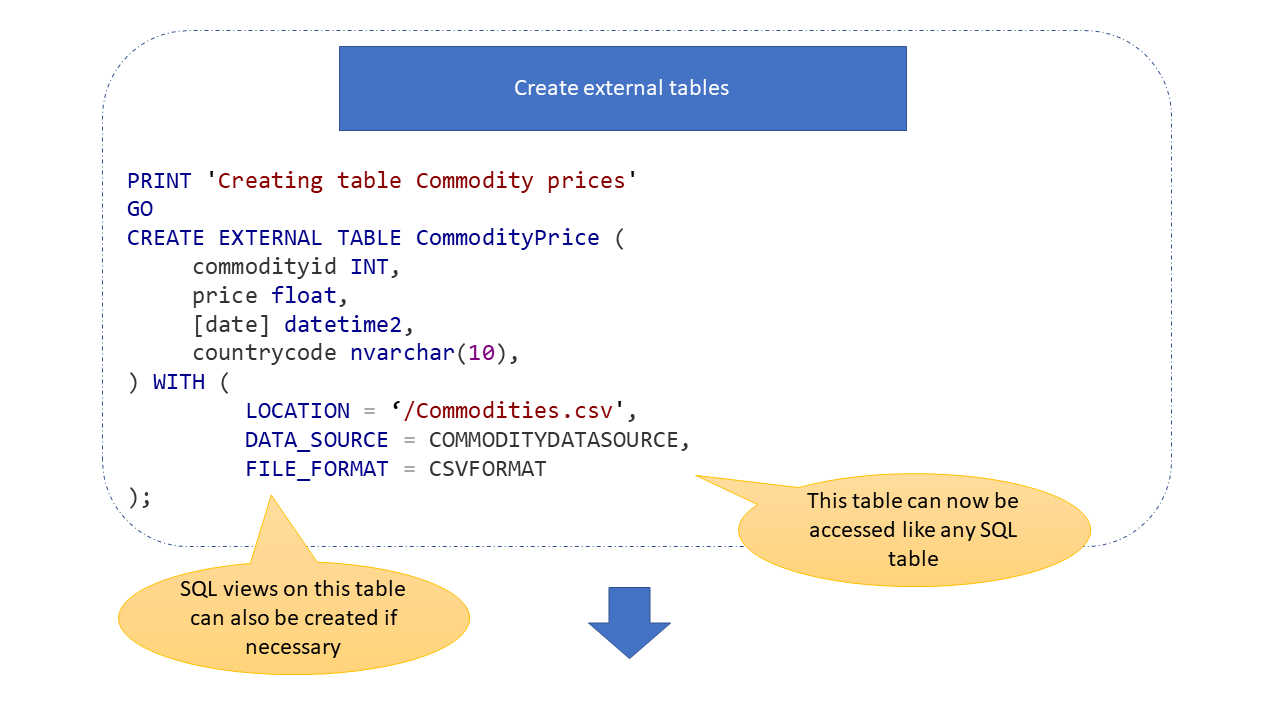 Create external tables
PRINT 'Creating table Commodity prices'
GO
CREATE EXTERNAL TABLE CommodityPrice (
commodityid INT,
price float,
[date] datetime2,
countrycode nvarchar(10),
) WITH (
LOCATION = ‘/Commodities.csv',
DATA_SOURCE = COMMODITYDATASOURCE,
FILE_FORMAT = CSVFORMAT
);
This table can now be
accessed like any SQL
table
SQL views on this table
can also be created if
necessary